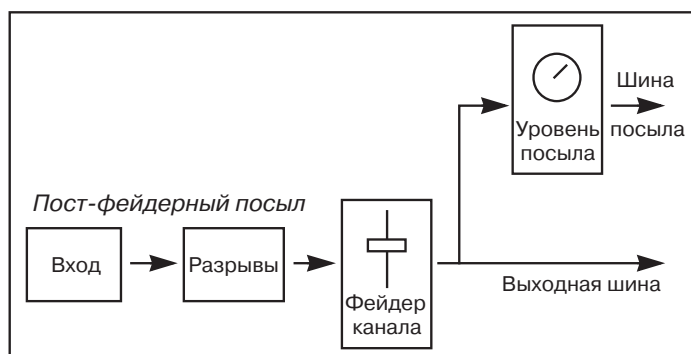 Шина
посыла
Уровень
посыла
Пост-фейдерный посыл
Вход
Разрывы
Фейдер
канала
Выходная шина